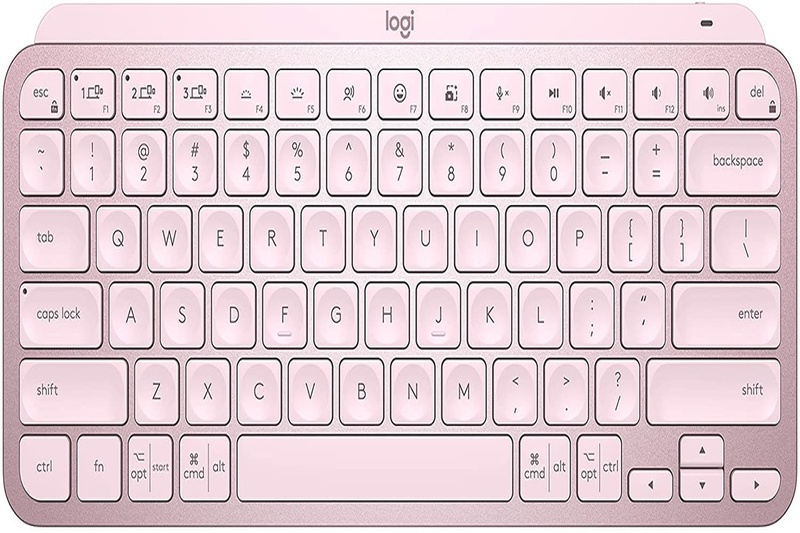 logi
esc 1 F1 2 F2 3 F3 F4 F5 F6 F7 F8 F9 F10 F11 F12 ins del
~ ` ! 1 @ 2 # 3 $ 4 % 5 ^ 6 & 7 * 8 ( 9 ) 0 _ - + = backspace
tab Q W E R T Y U I O P { [ } ] | \
caps lock A S D F G H J K L : ; “ ‘ enter
shift Z X C V B N M < , > . ? / shift
ctrl fn ⌥ opt start ⌘ cmd alt ⌘ cmd alt ⌥ opt ctrl ◀ ▲ ▼ ▶